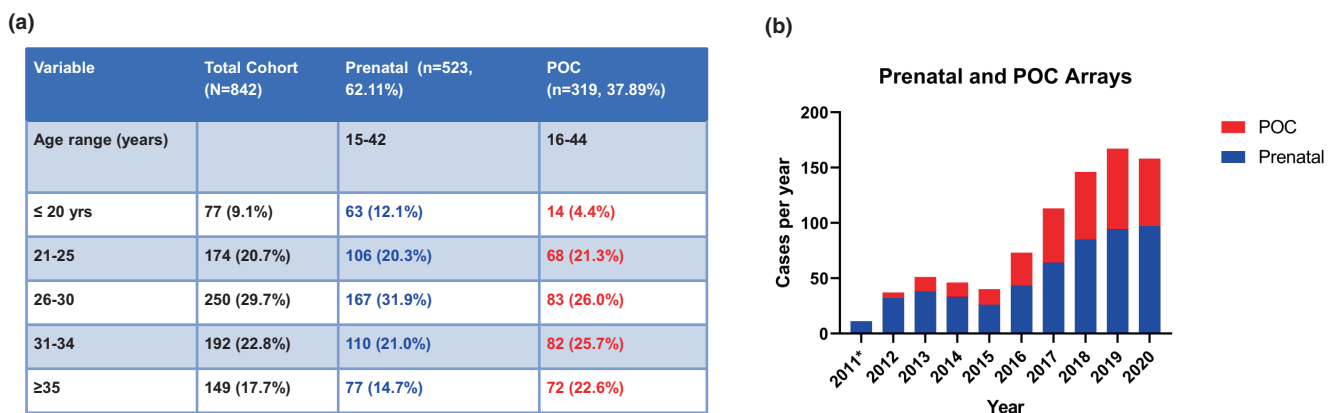 (a)
Variable Total Cohort (N=842) Prenatal (n=523, 62.11%) POC (n=319, 37.89%)
Age range (years) 15-42 16-44
≤ 20 yrs 77 (9.1%) 63 (12.1%) 14 (4.4%)
21-25 174 (20.7%) 106 (20.3%) 68 (21.3%)
26-30 250 (29.7%) 167 (31.9%) 83 (26.0%)
31-34 192 (22.8%) 110 (21.0%) 82 (25.7%)
≥35 149 (17.7%) 77 (14.7%) 72 (22.6%)
(b)
Prenatal and POC Arrays
Cases per year
200
150
100
50
0
2011* 2012 2013 2014 2015 2016 2017 2018 2019 2020
Year
POC
Prenatal